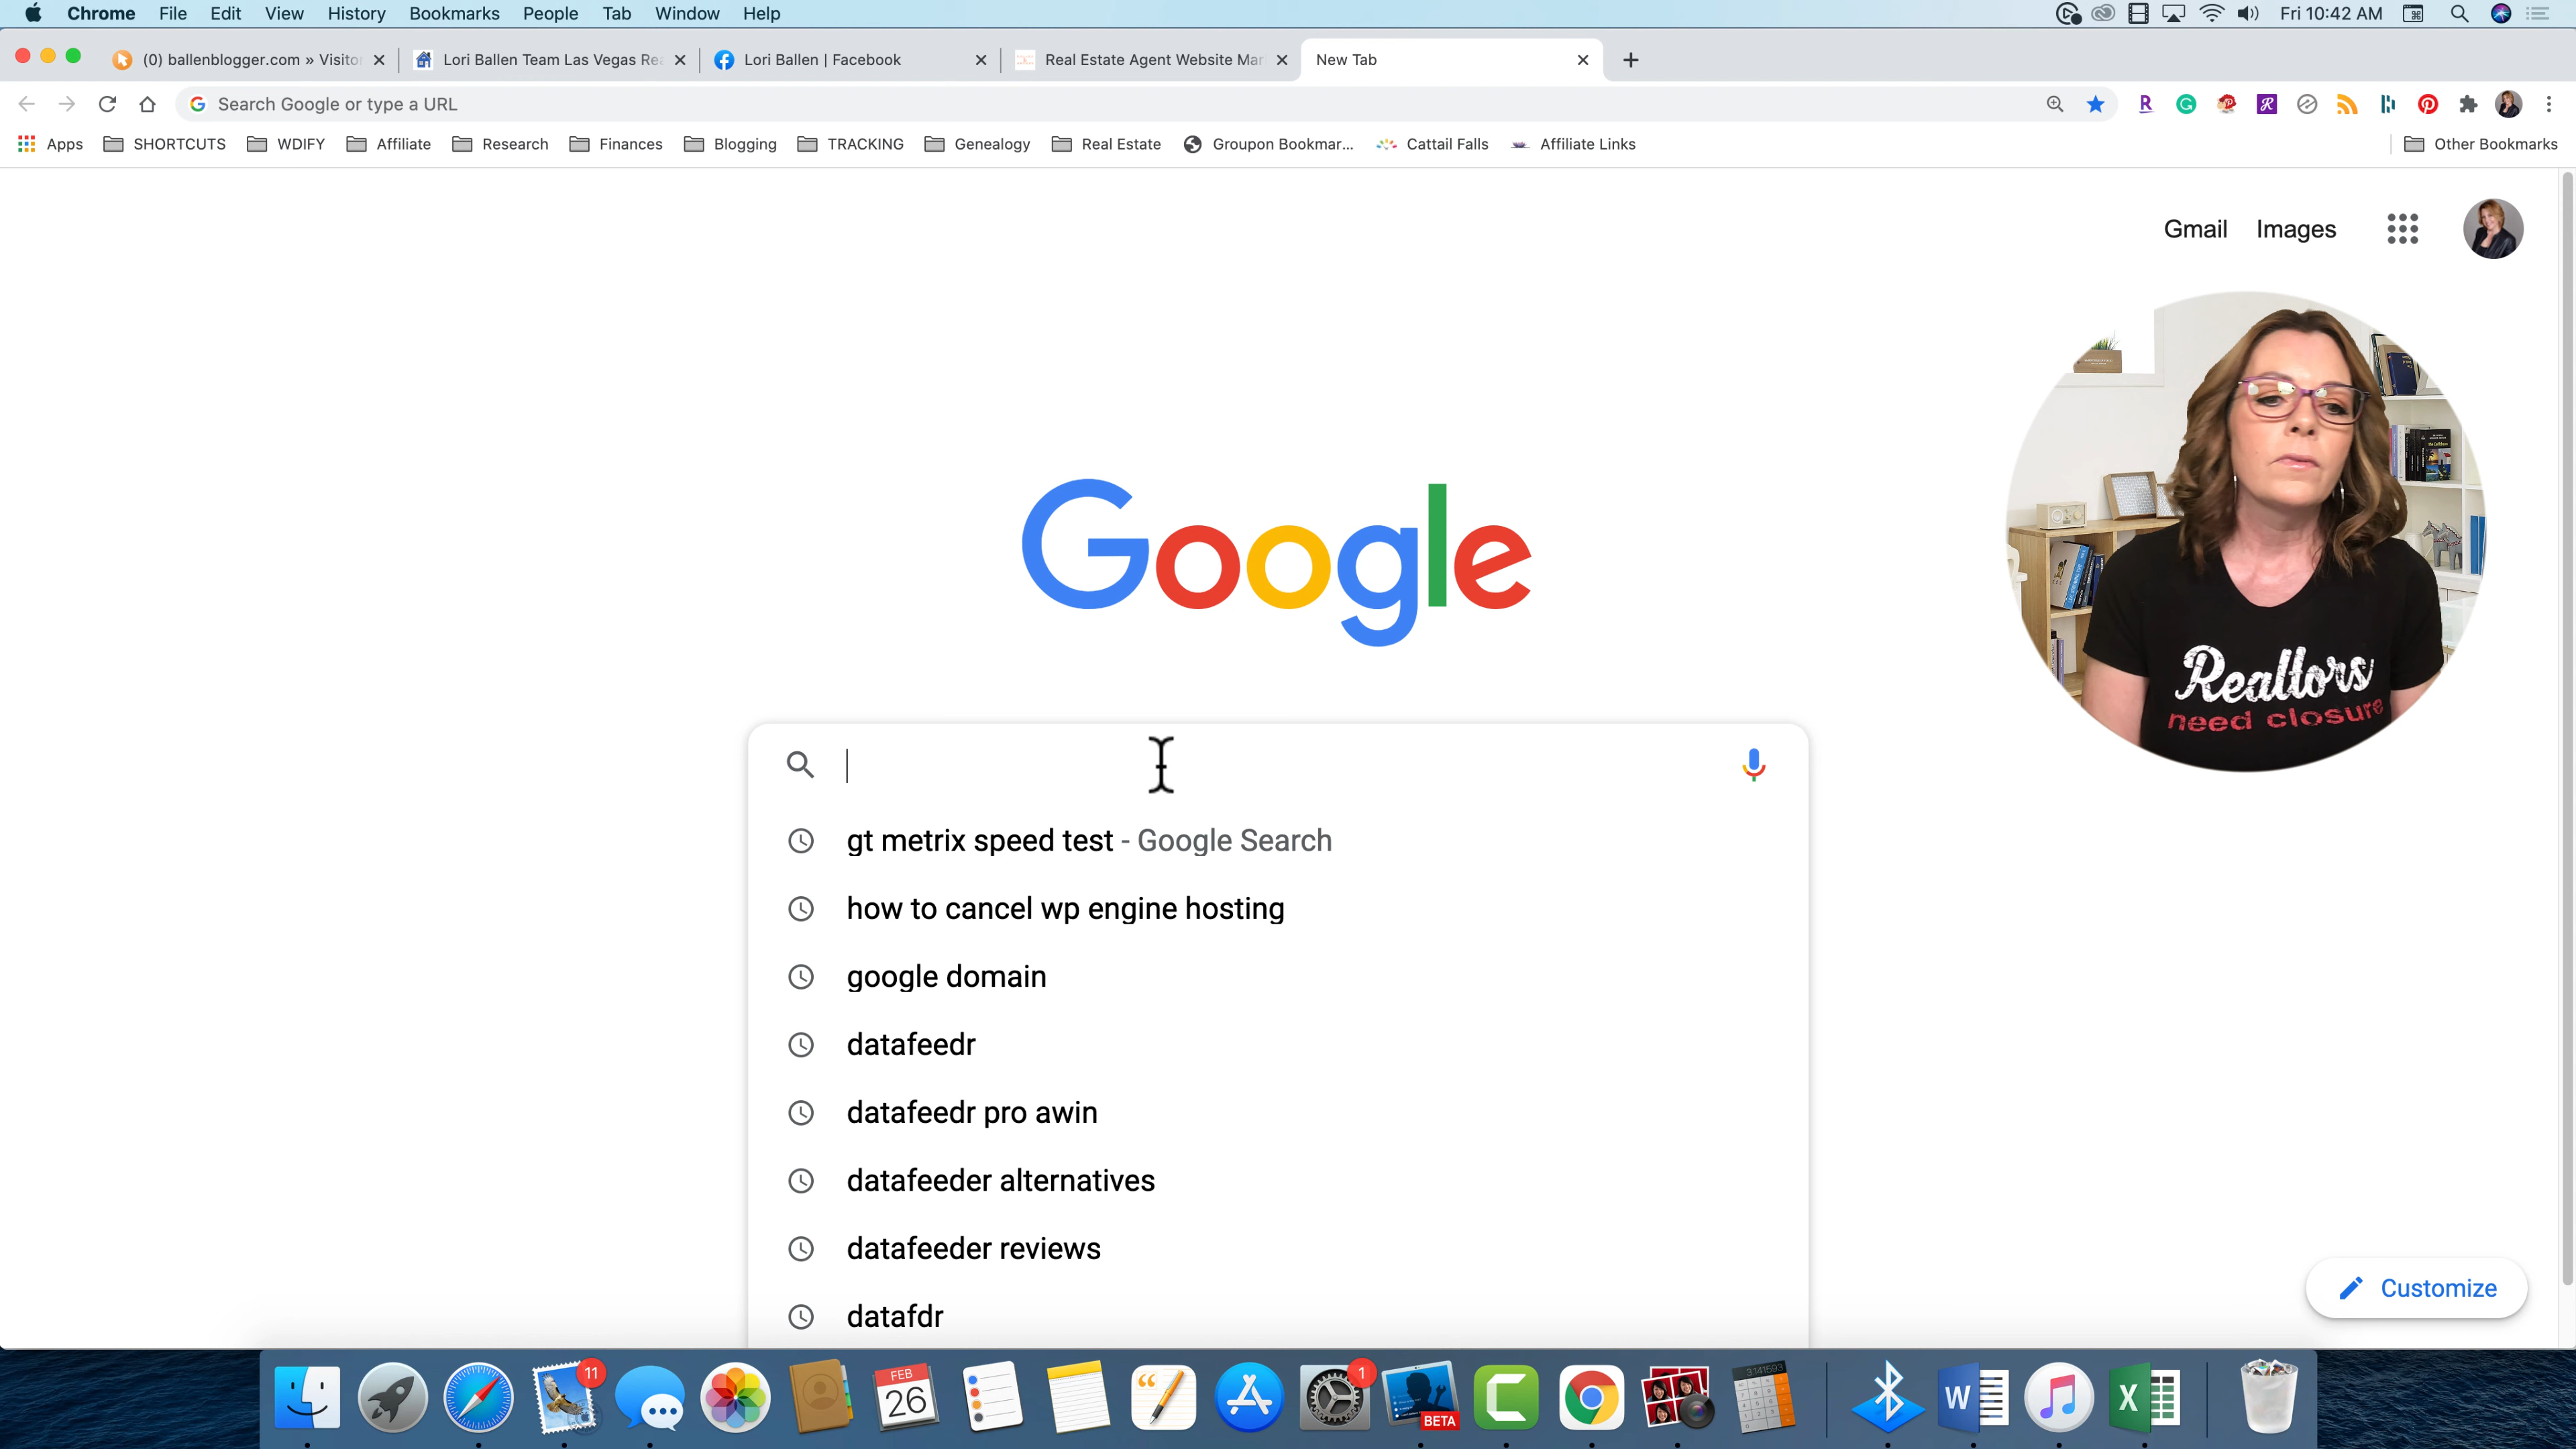 Chrome File Edit View History Bookmarks People Tab Window Help Fri 10:42 AM
(0) ballenblogger.com » Visito Lori Ballen Team Las Vegas Re Lori Ballen | Facebook Real Estate Agent Website Mar New Tab
Search Google or type a URL
Apps SHORTCUTS WDIFY Affiliate Research Finances Blogging TRACKING Genealogy Real Estate Groupon Bookmar... Cattail Falls Affiliate Links Other Bookmarks
Gmail Images
Google
Realtors
need closure
gt metrix speed test - Google Search
how to cancel wp engine hosting
google domain
datafeedr
datafeedr pro awin
datafeeder alternatives
datafeeder reviews
datafdr
Customize
11
FEB
26
1
BETA
3.141593
W
X